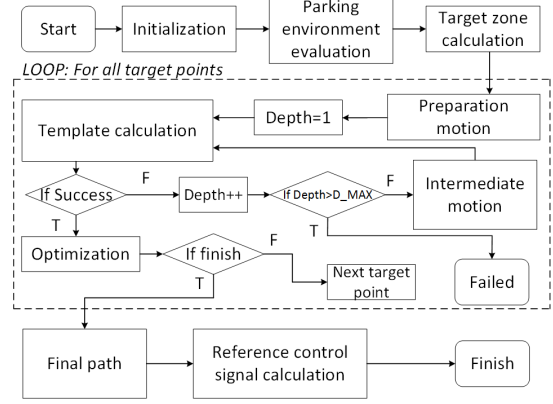 Start
Initialization
Parking
environment
evaluation
Target zone
calculation
LOOP: For all target points
Preparation
motion
Depth=1
Template calculation
If Success
F
Depth++
If Depth>D_MAX
F
Intermediate
motion
T
T
Optimization
If finish
F
T
Next target
point
Failed
Final path
Reference control
signal calculation
Finish